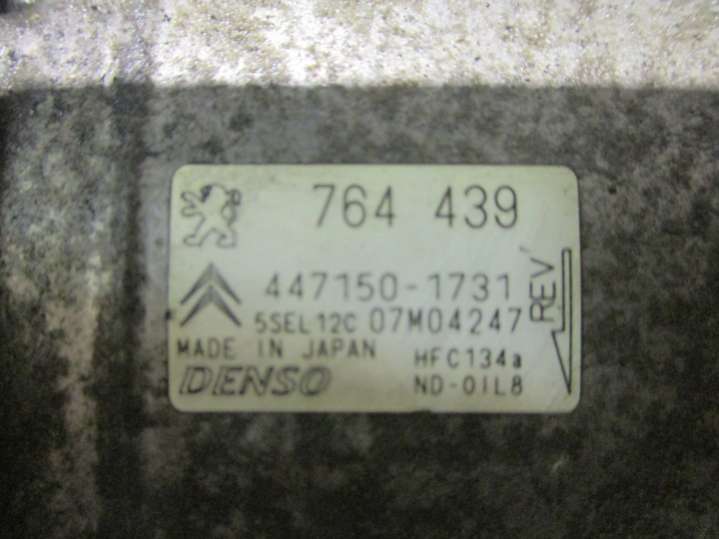 764 439
447150-1731
5SEL12C 07M04247
MADE IN JAPAN HFC134a
DENSO ND-OIL8
REV'